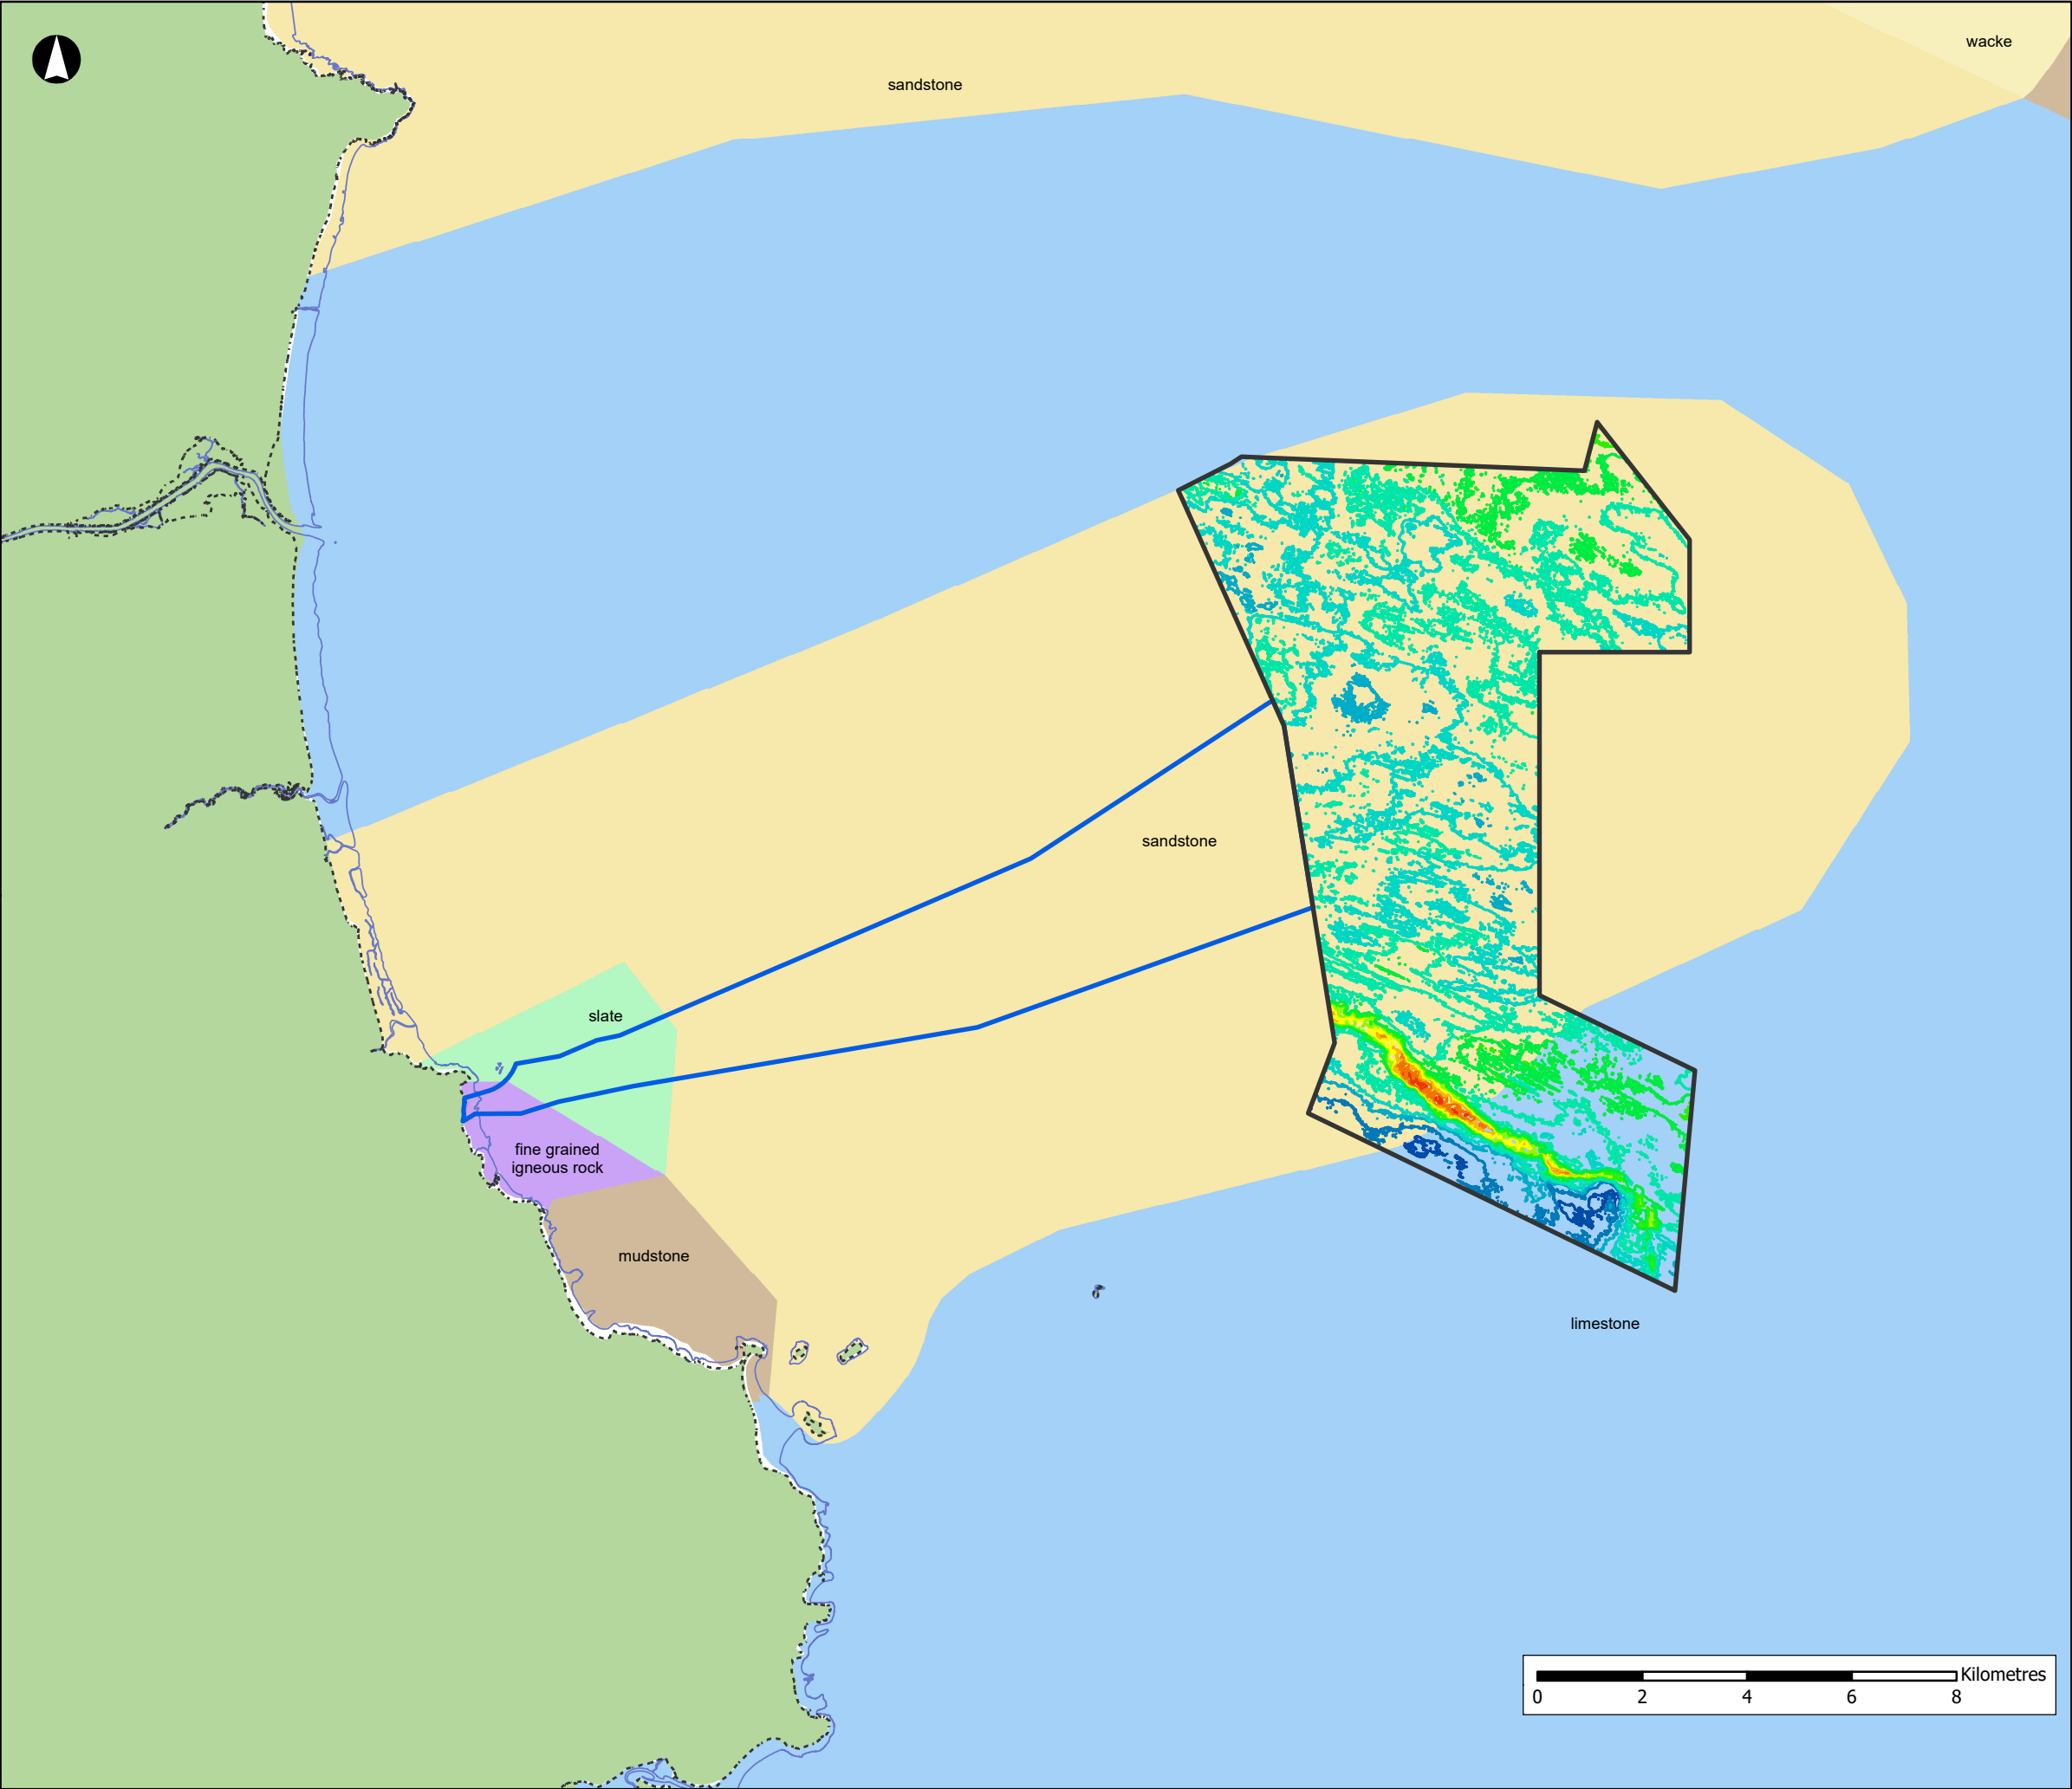 wacke
sandstone
sandstone
slate
fine grained
igneous rock
mudstone
limestone
Kilometres
0 2 4 6 8